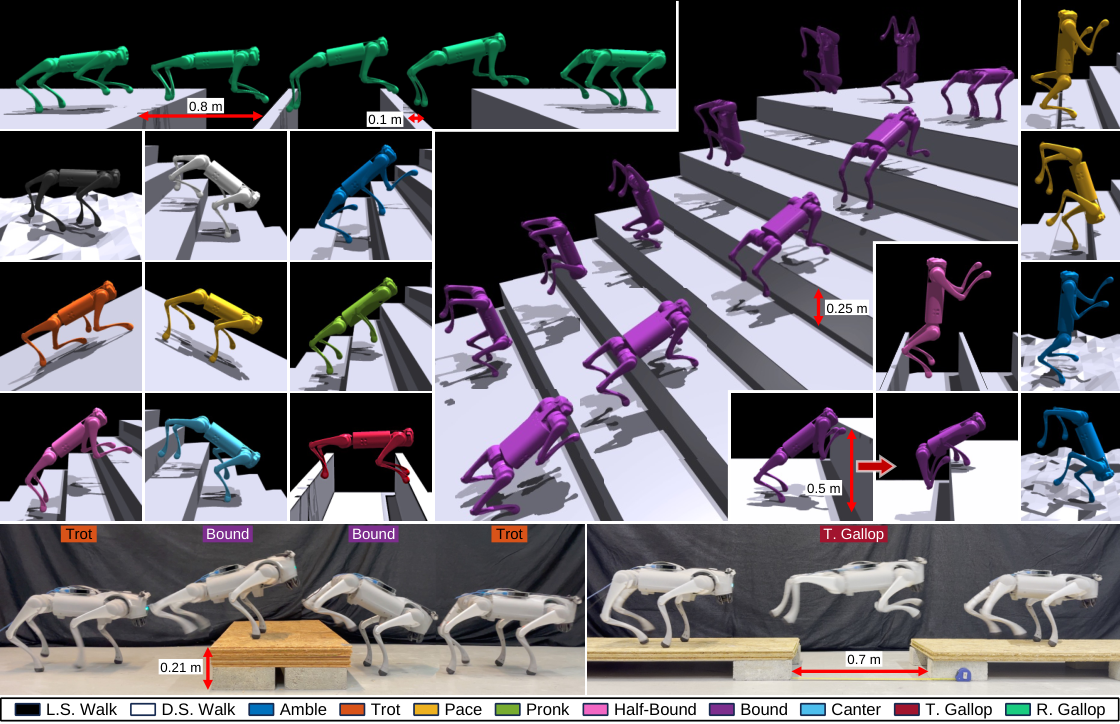 0.8 m
0.1 m
0.25 m
0.5 m
Trot
Bound
Bound
Trot
T. Gallop
0.21 m
0.7 m
L.S. Walk
D.S. Walk
Amble
Trot
Pace
Pronk
Half-Bound
Bound
Canter
T. Gallop
R. Gallop